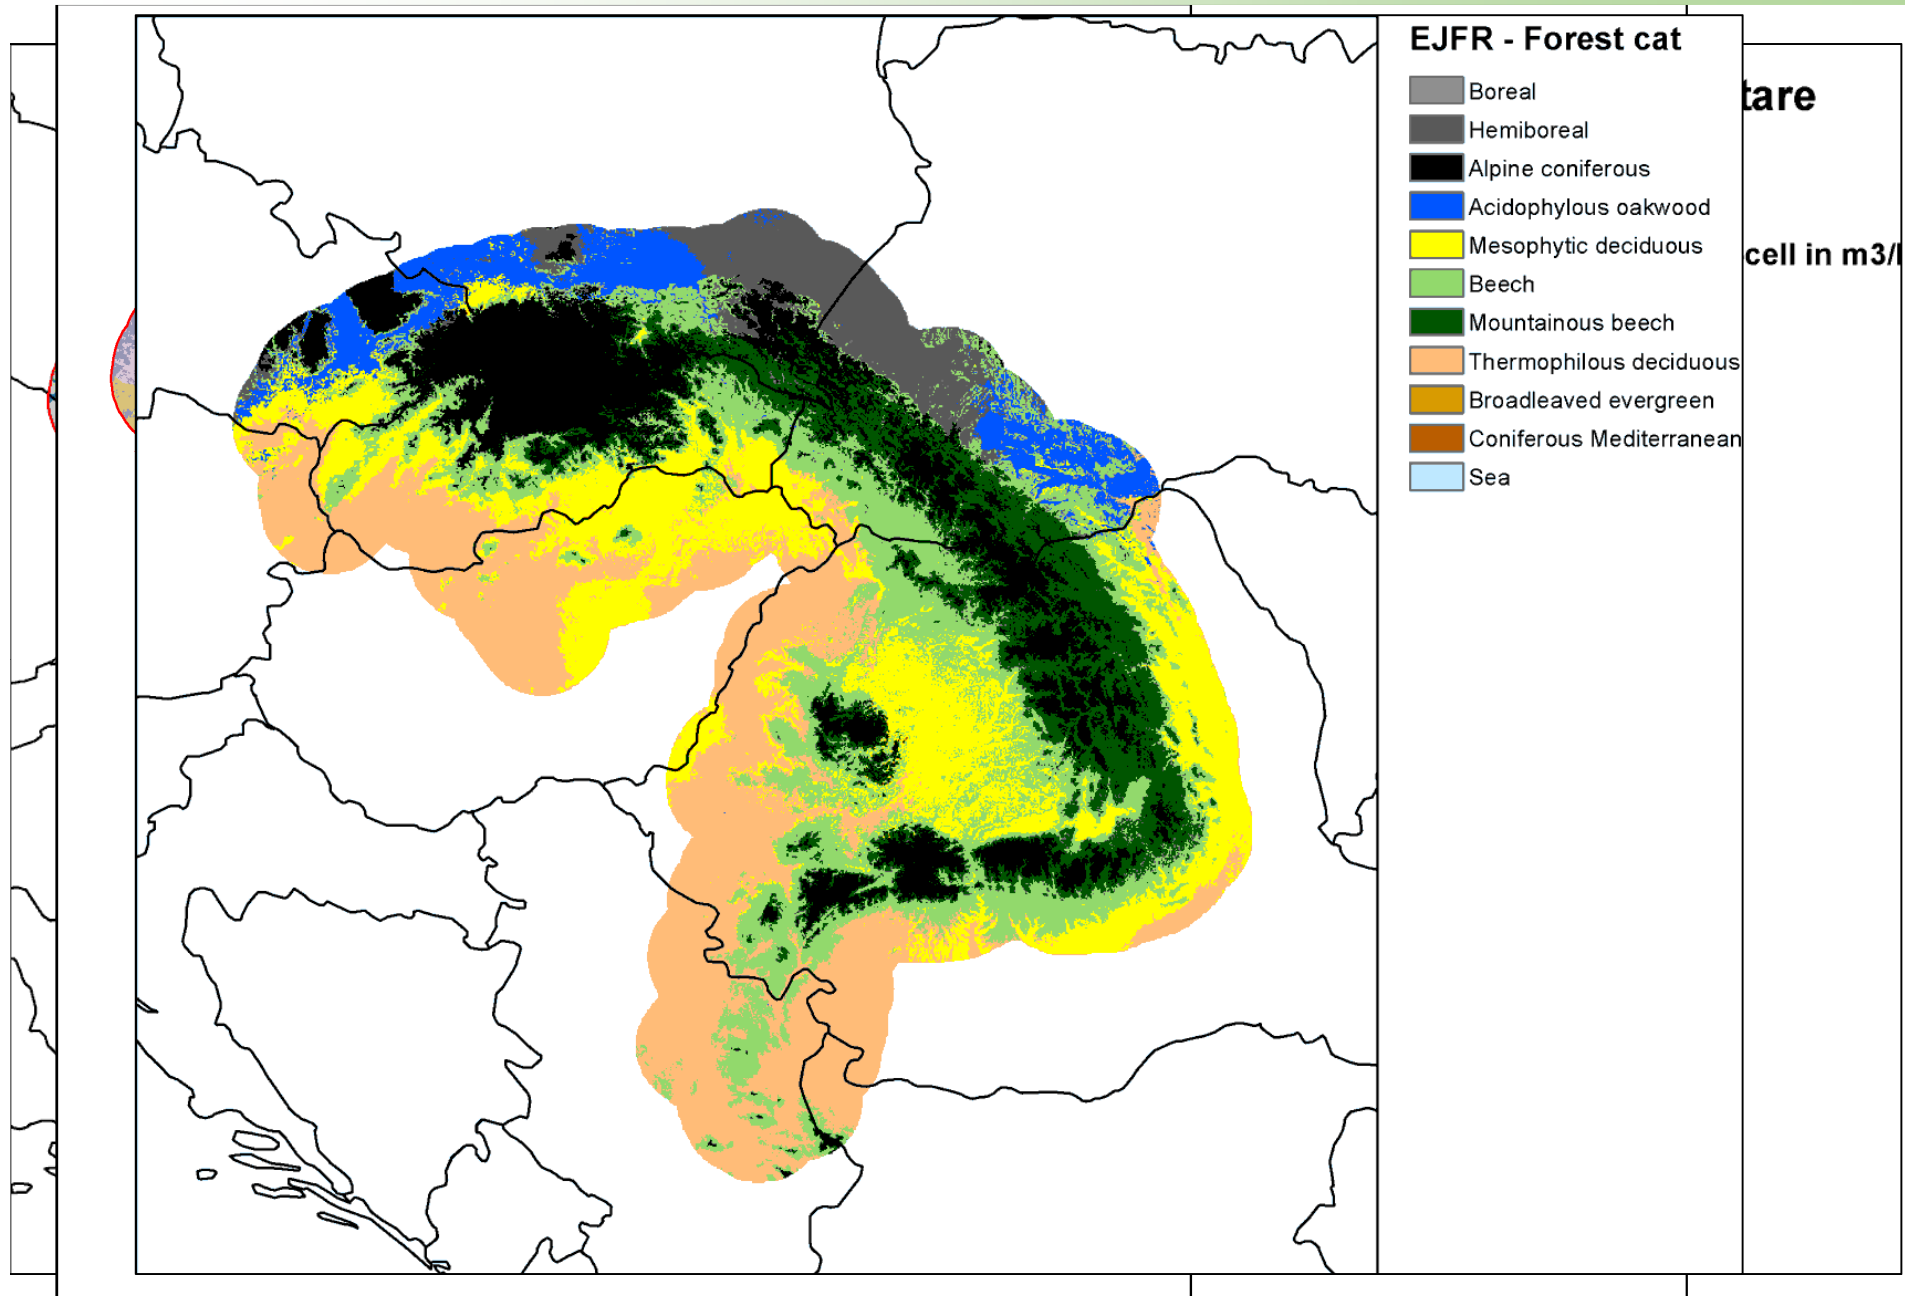 EJFR - Forest cat
Boreal
Hemiboreal
Alpine coniferous
Acidophylous oakwood
Mesophytic deciduous
Beech
Mountainous beech
Thermophilous deciduous
Broadleaved evergreen
Coniferous Mediterranean
Sea
tare
cell in m3/